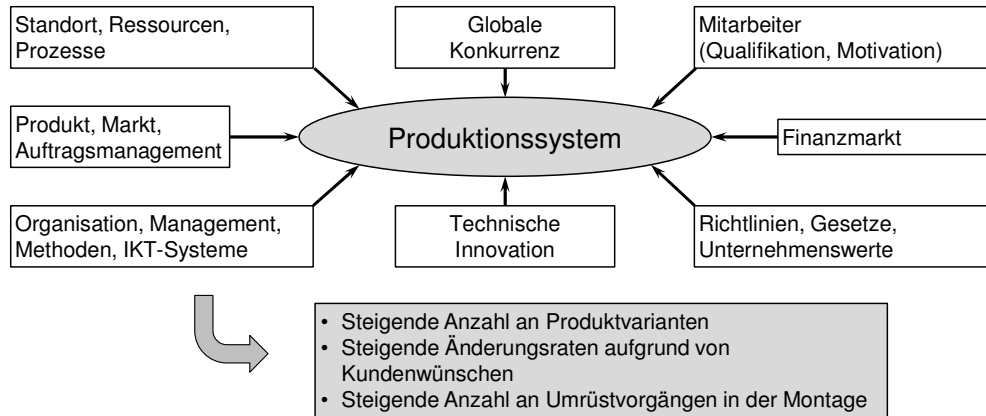 Standort, Ressourcen,
Prozesse
Globale
Konkurrenz
Mitarbeiter
(Qualifikation, Motivation)
Produkt, Markt,
Auftragsmanagement
Produktionssystem
Finanzmarkt
Organisation, Management,
Methoden, IKT-Systeme
Technische
Innovation
Richtlinien, Gesetze,
Unternehmenswerte
• Steigende Anzahl an Produktvarianten
• Steigende Änderungsraten aufgrund von
Kundenwünschen
• Steigende Anzahl an Umrüstvorgängen in der Montage